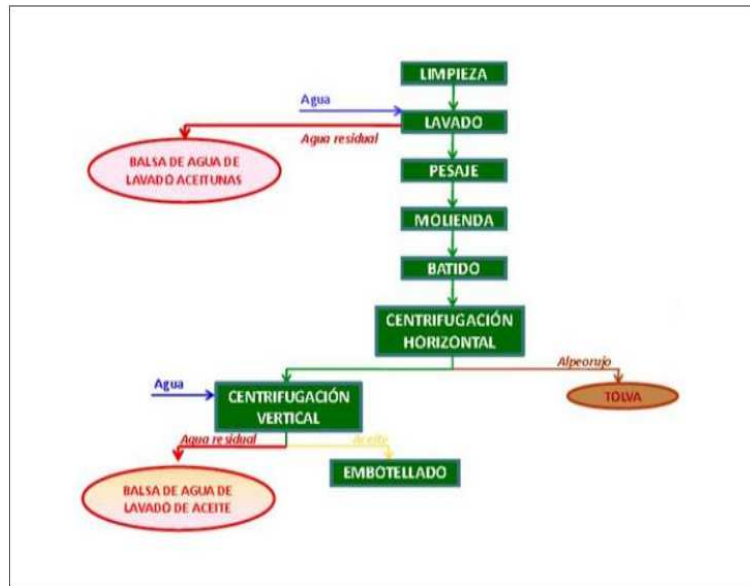 LIMPIEZA
Agua
LAVADO
Agua residual
BALSA DE AGUA DE
LAVADO ACEITUNAS
PESAJE
MOLIENDA
BATIDO
CENTRIFUGACIÓN
HORIZONTAL
Alpeorujo
TOLVA
Agua
CENTRIFUGACIÓN
VERTICAL
Agua residual
Aceite
EMBOTELLADO
BALSA DE AGUA DE
LAVADO DE ACEITE